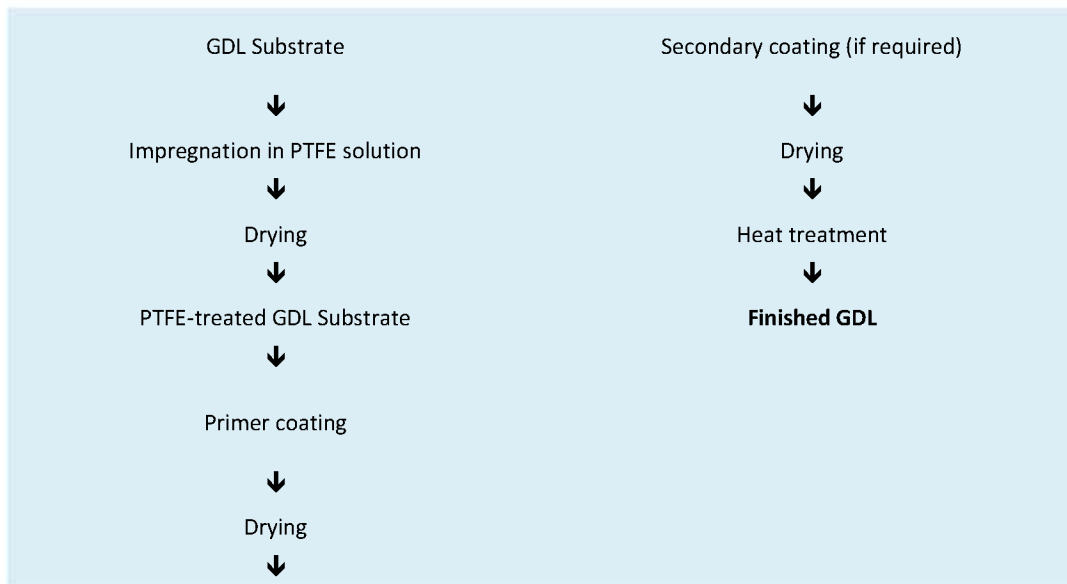 GDL Substrate
↓
Impregnation in PTFE solution
↓
Drying
↓
PTFE-treated GDL Substrate
↓
Primer coating
↓
Drying
↓
Secondary coating (if required)
↓
Drying
↓
Heat treatment
↓
Finished GDL